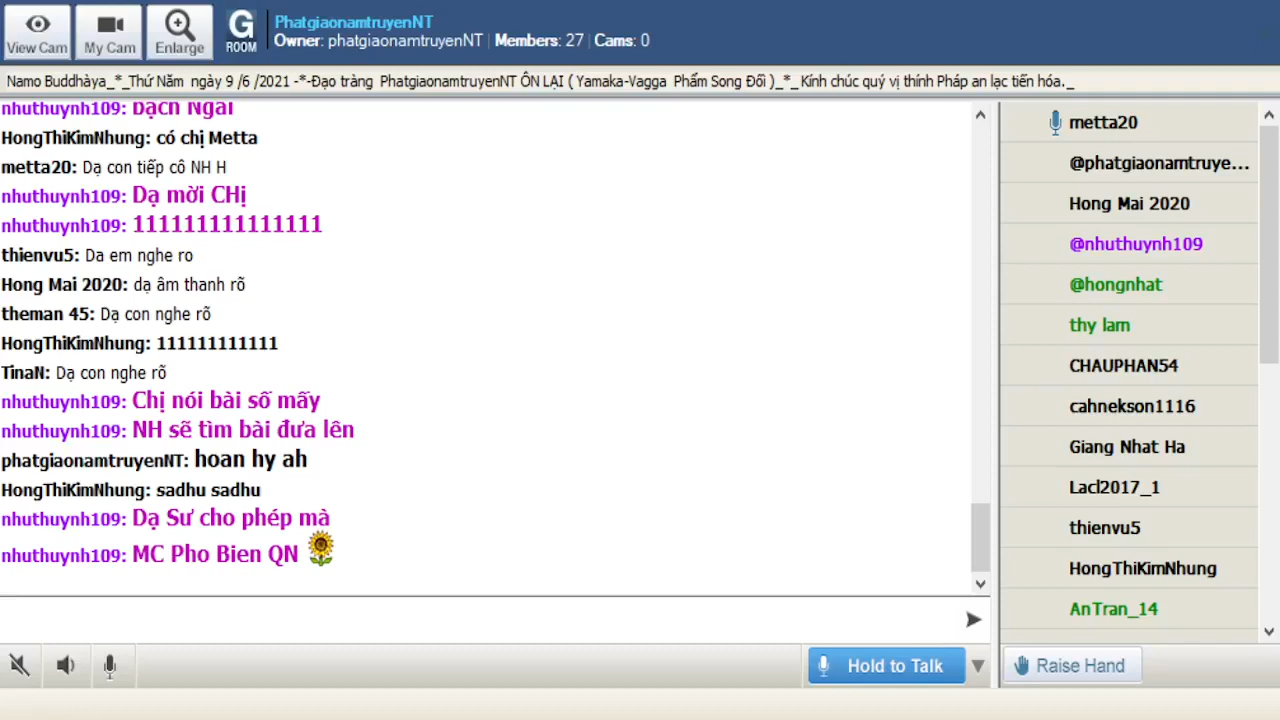 View Cam
My Cam
Enlarge
G
ROOM
PhatgiaonamtruyenNT
Owner: phatgiaonamtruyenNT | Members: 27 | Cams: 0
Namo Buddhàya_*_Thứ Năm ngày 9 /6 /2021 -*-Đạo tràng PhatgiaonamtruyenNT ÔN LẠI ( Yamaka-Vagga Phẩm Song Đối )_*_ Kính chúc quý vị thính Pháp an lạc tiến hóa._
nhuthuynh109: Bạch Ngài
HongThiKimNhung: có chị Metta
metta20: Dạ con tiếp cô NH H
nhuthuynh109: Dạ mời CHị
nhuthuynh109: 111111111111111
thienvu5: Da em nghe ro
Hong Mai 2020: dạ âm thanh rõ
theman 45: Dạ con nghe rõ
HongThiKimNhung: 111111111111
TinaN: Dạ con nghe rõ
nhuthuynh109: Chị nói bài số mấy
nhuthuynh109: NH sẽ tìm bài đưa lên
phatgiaonamtruyenNT: hoan hy ah
HongThiKimNhung: sadhu sadhu
nhuthuynh109: Dạ Sư cho phép mà
nhuthuynh109: MC Pho Bien QN
metta20
@phatgiaonamtruye...
Hong Mai 2020
@nhuthuynh109
@hongnhat
thy lam
CHAUPHAN54
cahnekson1116
Giang Nhat Ha
Lacl2017_1
thienvu5
HongThiKimNhung
AnTran_14
Hold to Talk
Raise Hand